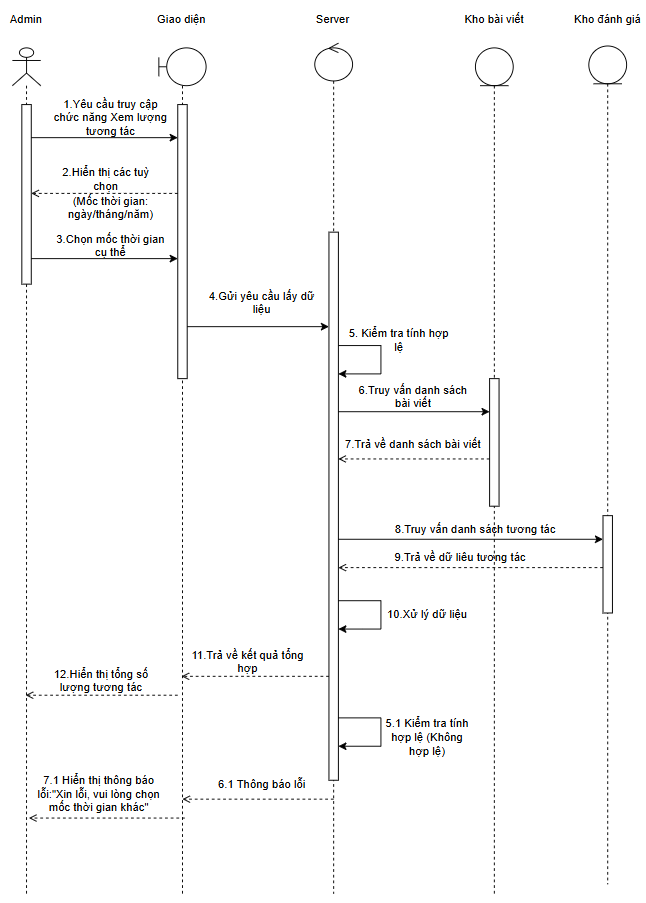 Admin
Giao diện
Server
Kho bài viết
Kho đánh giá
1.Yêu cầu truy cập
chức năng Xem lượng
tương tác
2.Hiển thị các tuỳ
chọn
(Mốc thời gian:
ngày/tháng/năm)
3.Chọn mốc thời gian
cụ thể
4.Gửi yêu cầu lấy dữ
liệu
5. Kiểm tra tính hợp
lệ
6.Truy vấn danh sách
bài viết
7.Trả về danh sách bài viết
8.Truy vấn danh sách tương tác
9.Trả về dữ liêu tương tác
10.Xử lý dữ liệu
11.Trả về kết quả tổng
hợp
12.Hiển thị tổng số
lượng tương tác
5.1 Kiểm tra tính
hợp lệ (Không
hợp lệ)
6.1 Thông báo lỗi
7.1 Hiển thị thông báo
lỗi:"Xin lỗi, vui lòng chọn
mốc thời gian khác"